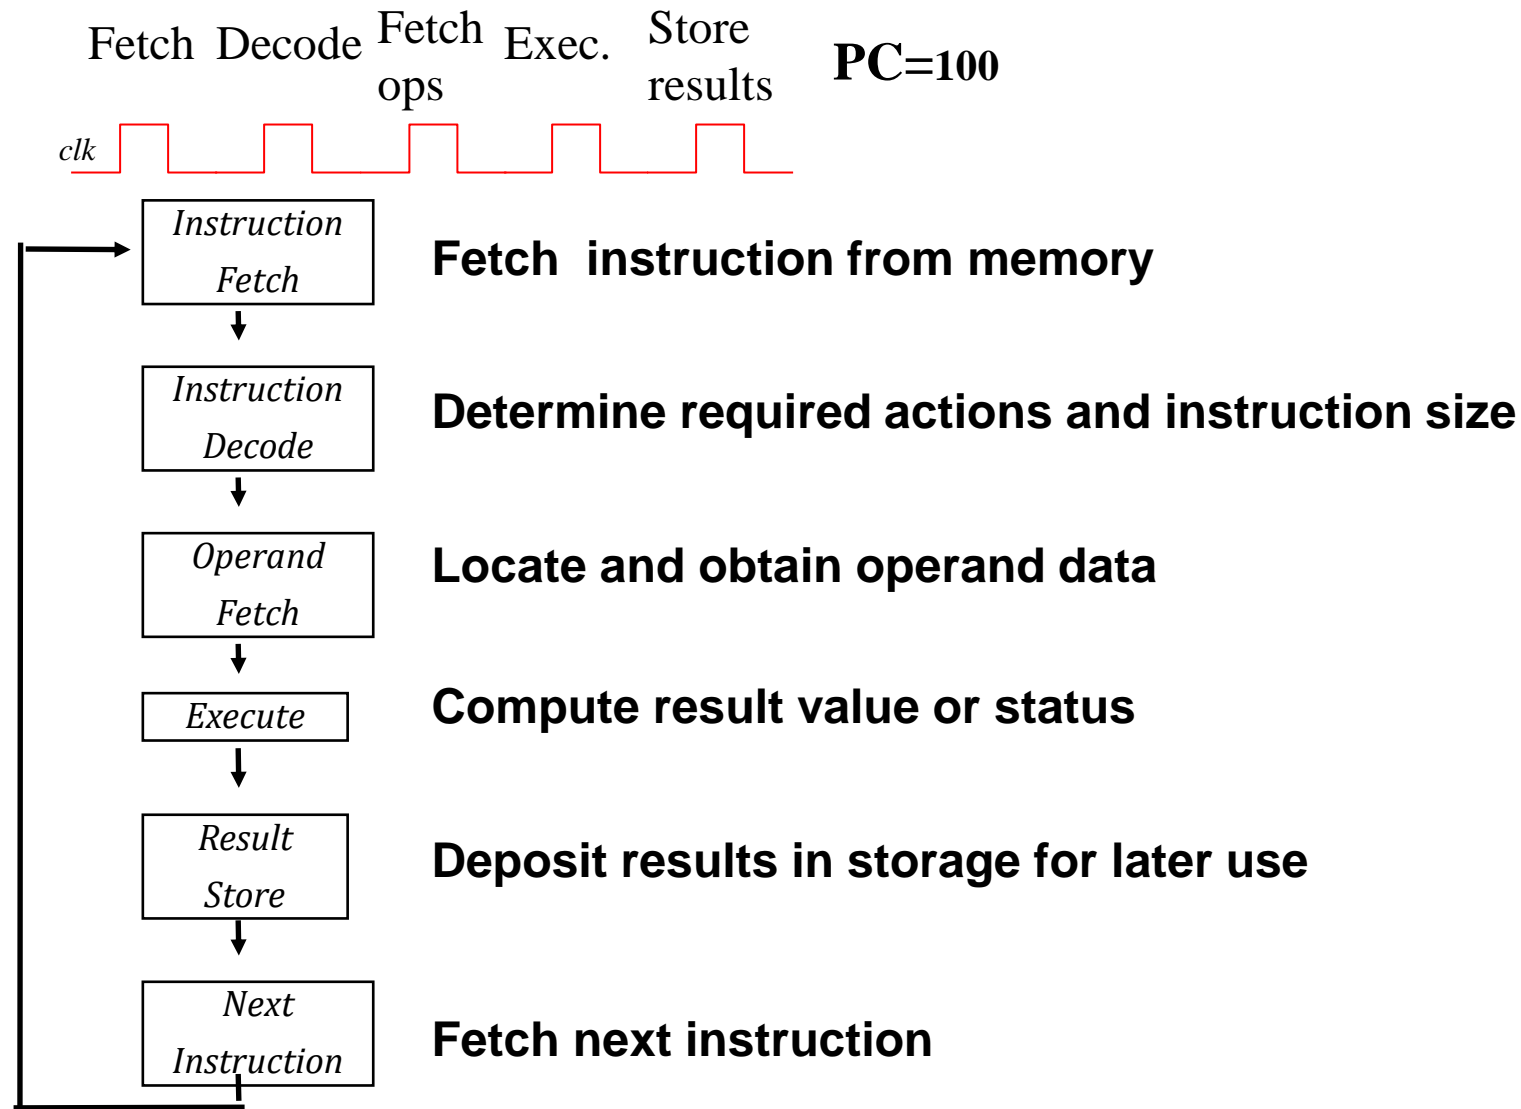 Fetch Decode Fetch ops Exec. Store results PC=100
clk
Instruction
Fetch
Fetch  instruction from memory
Instruction
Decode
Determine required actions and instruction size
Operand
Fetch
Locate and obtain operand data
Execute
Compute result value or status
Result
Store
Deposit results in storage for later use
Next
Instruction
Fetch next instruction